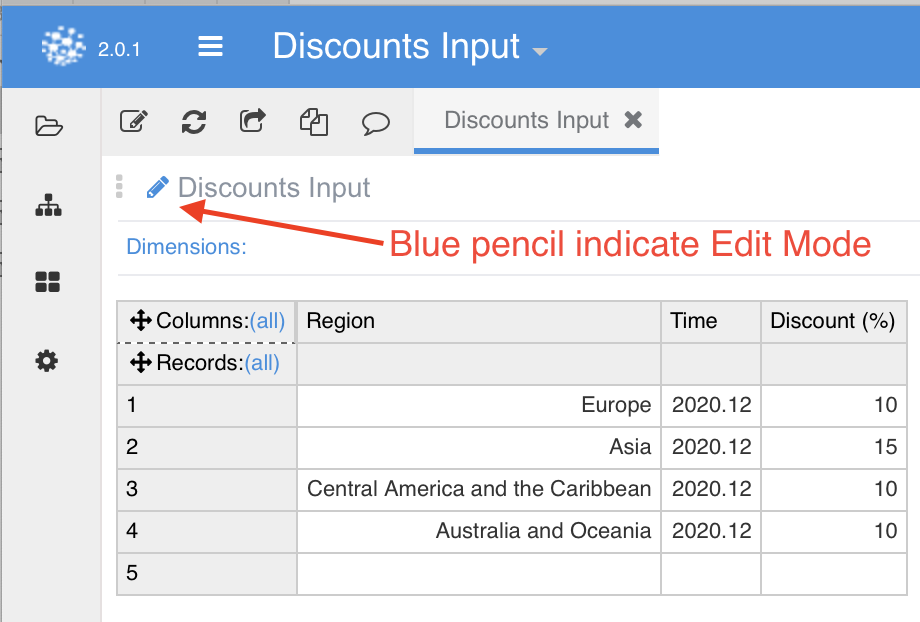 2.0.1 Discounts Input
Discounts Input
Discounts Input
Blue pencil indicate Edit Mode
Dimensions:
Columns:(all) Region Time Discount (%)
Records:(all)
1 Europe 2020.12 10
2 Asia 2020.12 15
3 Central America and the Caribbean 2020.12 10
4 Australia and Oceania 2020.12 10
5